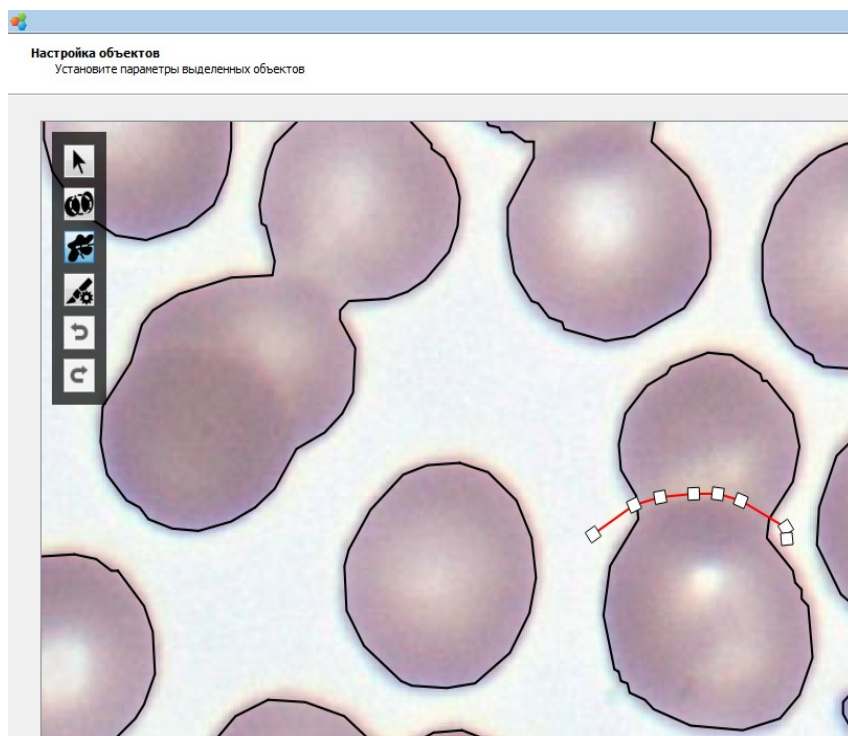 Настройка объектов
Установите параметры выделенных объектов